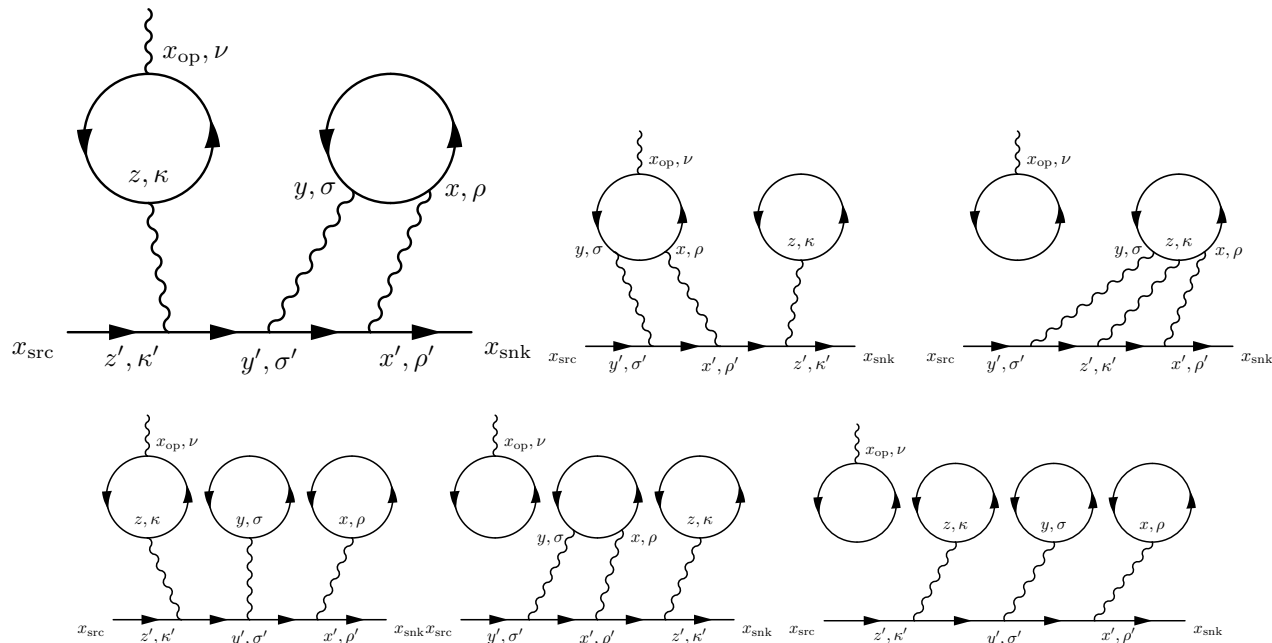 x_op, ν
z, κ
y, σ x, ρ
x_src z′, κ′ y′, σ′ x′, ρ′ x_snk
x_op, ν
z, κ
y, σ x, ρ
x_src y′, σ′ x′, ρ′ z′, κ′ x_snk
x_op, ν
y, σ z, κ x, ρ
x_src y′, σ′ z′, κ′ x′, ρ′ x_snk
x_op, ν
z, κ y, σ x, ρ
x_src z′, κ′ y′, σ′ x′, ρ′ x_snk
x_op, ν
z, κ
y, σ x, ρ
x_src y′, σ′ x′, ρ′ z′, κ′ x_snk
x_op, ν
z, κ y, σ x, ρ
x_src z′, κ′ y′, σ′ x′, ρ′ x_snk